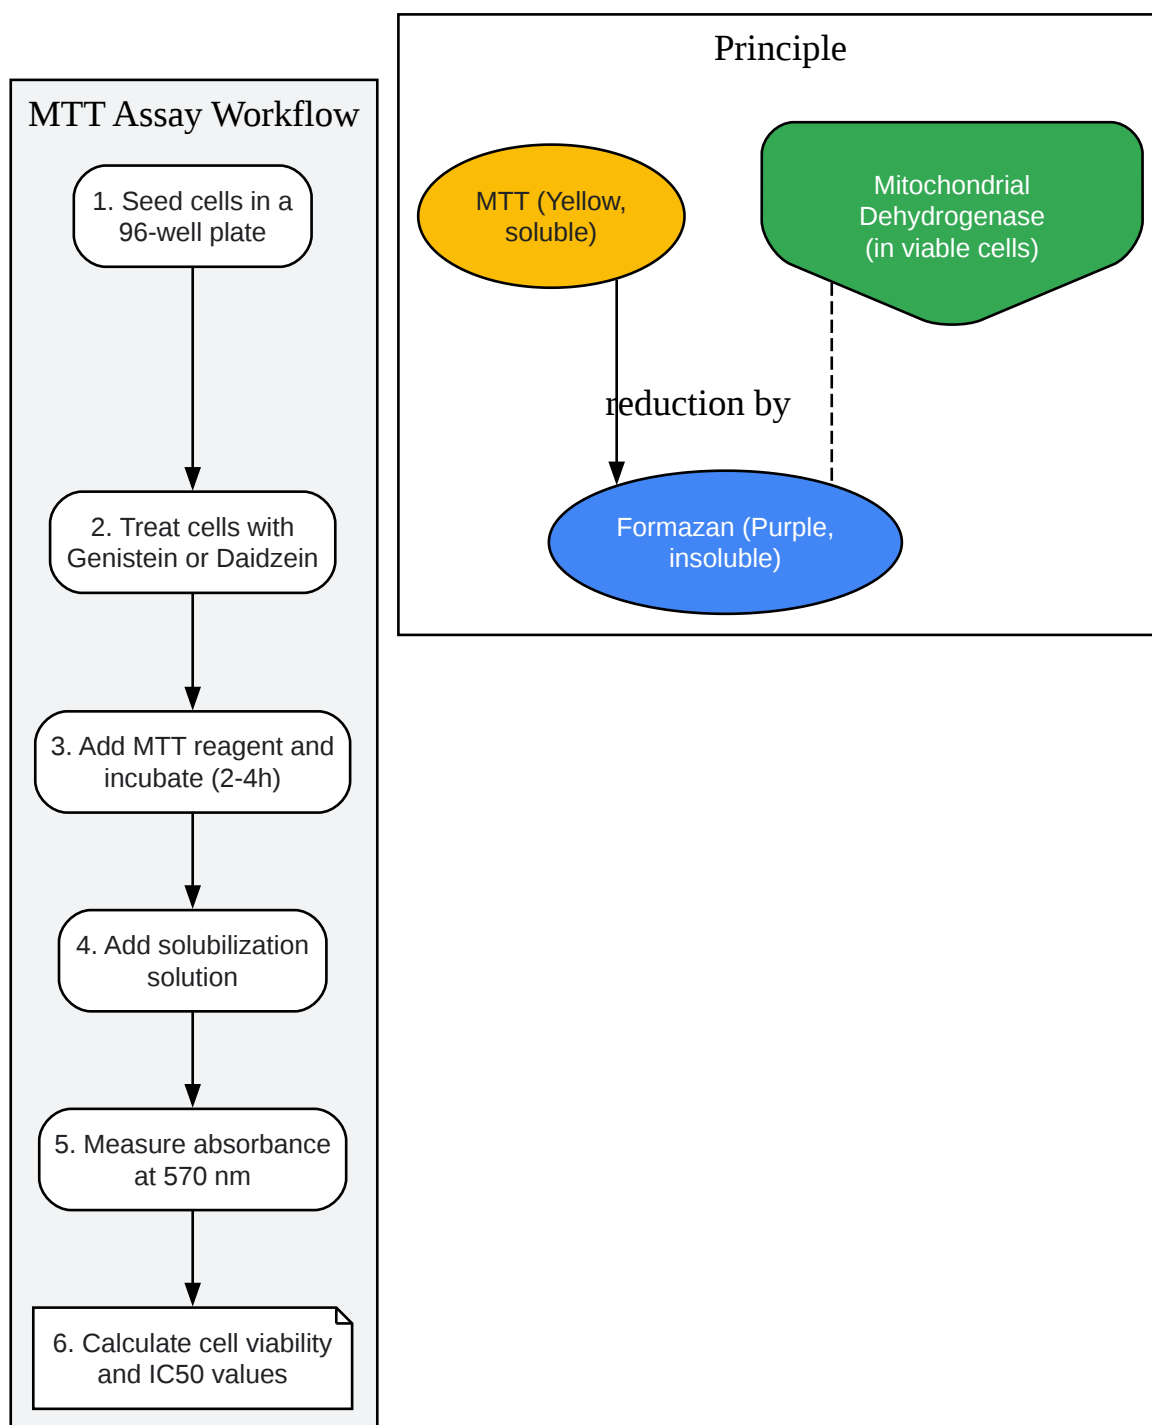 MTT Assay Workflow
1. Seed cells in a
96-well plate
2. Treat cells with
Genistein or Daidzein
3. Add MTT reagent and
incubate (2-4h)
4. Add solubilization
solution
5. Measure absorbance
at 570 nm
6. Calculate cell viability
and IC50 values
Principle
MTT (Yellow,
soluble)
Mitochondrial
Dehydrogenase
(in viable cells)
reduction by
Formazan (Purple,
insoluble)